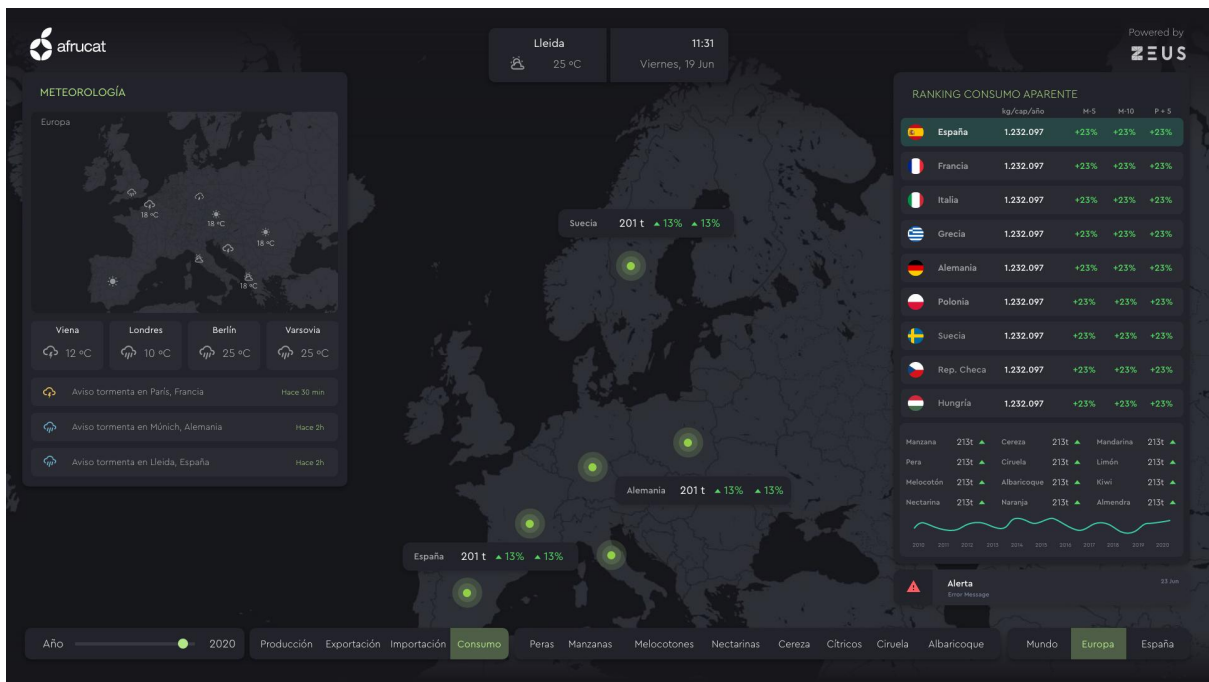 afrucat
Lleida
25 ºC
11:31
Viernes, 19 Jun
Powered by
ZEUS
METEOROLOGÍA
Europa
18 ºC
18 ºC
18 ºC
18 ºC
Viena
12 ºC
Londres
10 ºC
Berlín
25 ºC
Varsovia
25 ºC
Aviso tormenta en París, Francia Hace 30 min
Aviso tormenta en Múnich, Alemania Hace 2h
Aviso tormenta en Lleida, España Hace 2h
Suecia 201 t 13% 13%
Alemania 201 t 13% 13%
España 201 t 13% 13%
RANKING CONSUMO APARENTE
kg/cap/año M-5 M-10 P + S
España 1.232.097 +23% +23% +23%
Francia 1.232.097 +23% +23% +23%
Italia 1.232.097 +23% +23% +23%
Grecia 1.232.097 +23% +23% +23%
Alemania 1.232.097 +23% +23% +23%
Polonia 1.232.097 +23% +23% +23%
Suecia 1.232.097 +23% +23% +23%
Rep. Checa 1.232.097 +23% +23% +23%
Hungría 1.232.097 +23% +23% +23%
Manzana 213t Cereza 213t Mandarina 213t
Pera 213t Ciruela 213t Limón 213t
Melocotón 213t Albaricoque 213t Kiwi 213t
Nectarina 213t Naranja 213t Almendra 213t
2010 2011 2012 2013 2014 2015 2016 2017 2018 2019 2020
Alerta 23 Jun
Error Message
Año 2020
Producción Exportación Importación Consumo
Peras Manzanas Melocotones Nectarinas Cereza Cítricos Ciruela Albaricoque
Mundo Europa España